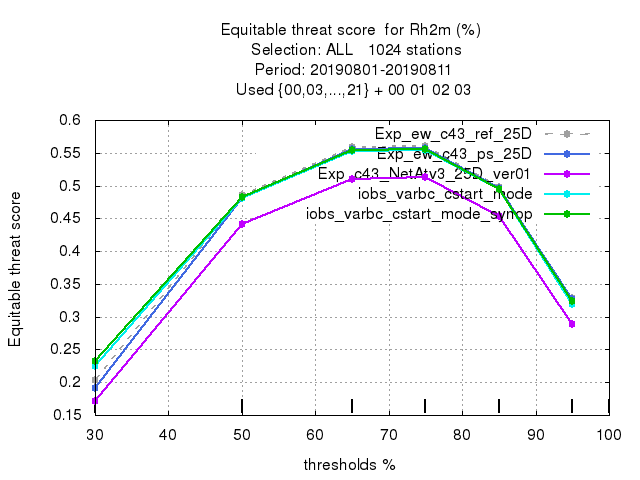 Equitable threat score  for Rh2m (%)
Selection: ALL   1024 stations
Period: 20190801-20190811
Used {00,03,...,21} + 00 01 02 03
Equitable threat score
0.6
0.55
0.5
0.45
0.4
0.35
0.3
0.25
0.2
0.15
Exp_ew_c43_ref_25D
Exp_ew_c43_ps_25D
Exp_c43_NetAtv3_25D_ver01
iobs_varbc_cstart_mode
iobs_varbc_cstart_mode_synop
30 40 50 60 70 80 90 100
thresholds %